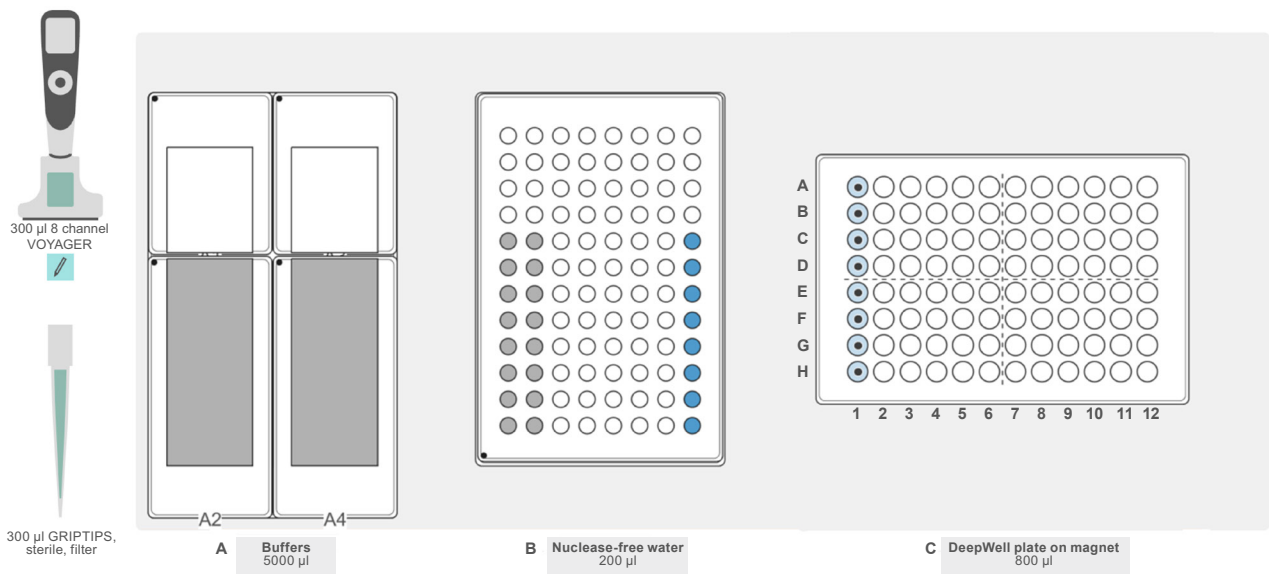 300 µl 8 channel
VOYAGER
300 µl GRIPTIPS,
sterile, filter
A2
A4
A
Buffers
5000 µl
B
Nuclease-free water
200 µl
A
B
C
D
E
F
G
H
1 2 3 4 5 6 7 8 9 10 11 12
C
DeepWell plate on magnet
800 µl